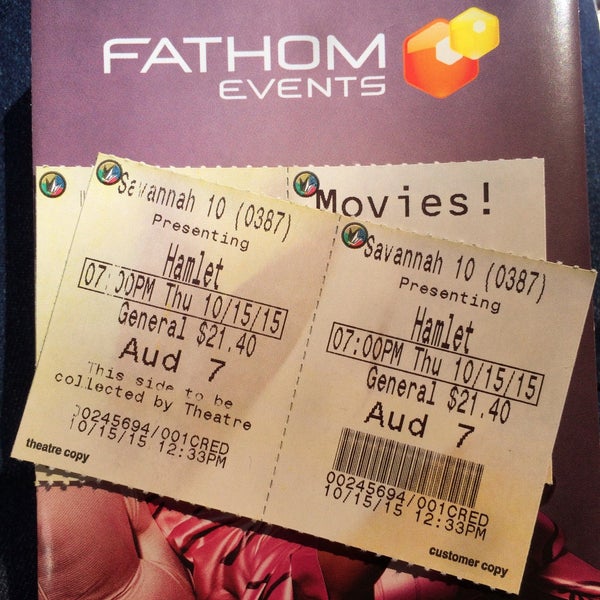 FATHOM
EVENTS
Movies!
Savannah 10 (0387)
Presenting
Hamlet
07:00PM Thu 10/15/15
General $21.40
Aud 7
This side to be
collected by Theatre
00245694/001CRED
10/15/15 12:33PM
theatre copy
Savannah 10 (0387)
Presenting
Hamlet
07:00PM Thu 10/15/15
General $21.40
Aud 7
00245694/001CRED
10/15/15 12:33PM
customer copy